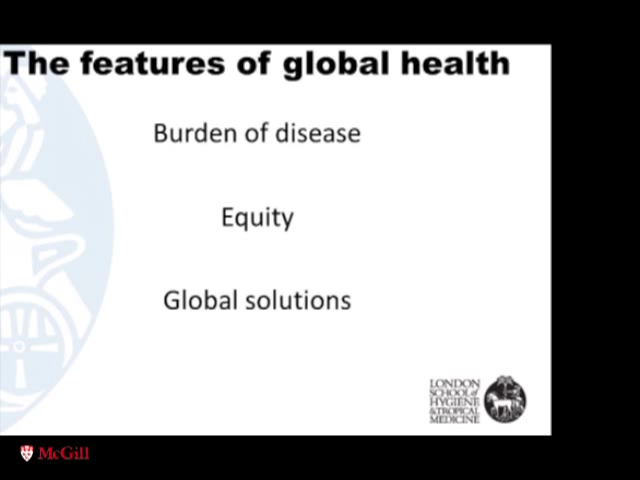 The features of global health
Burden of disease
Equity
Global solutions
LONDON
SCHOOL of
HYGIENE
& TROPICAL
MEDICINE
McGill